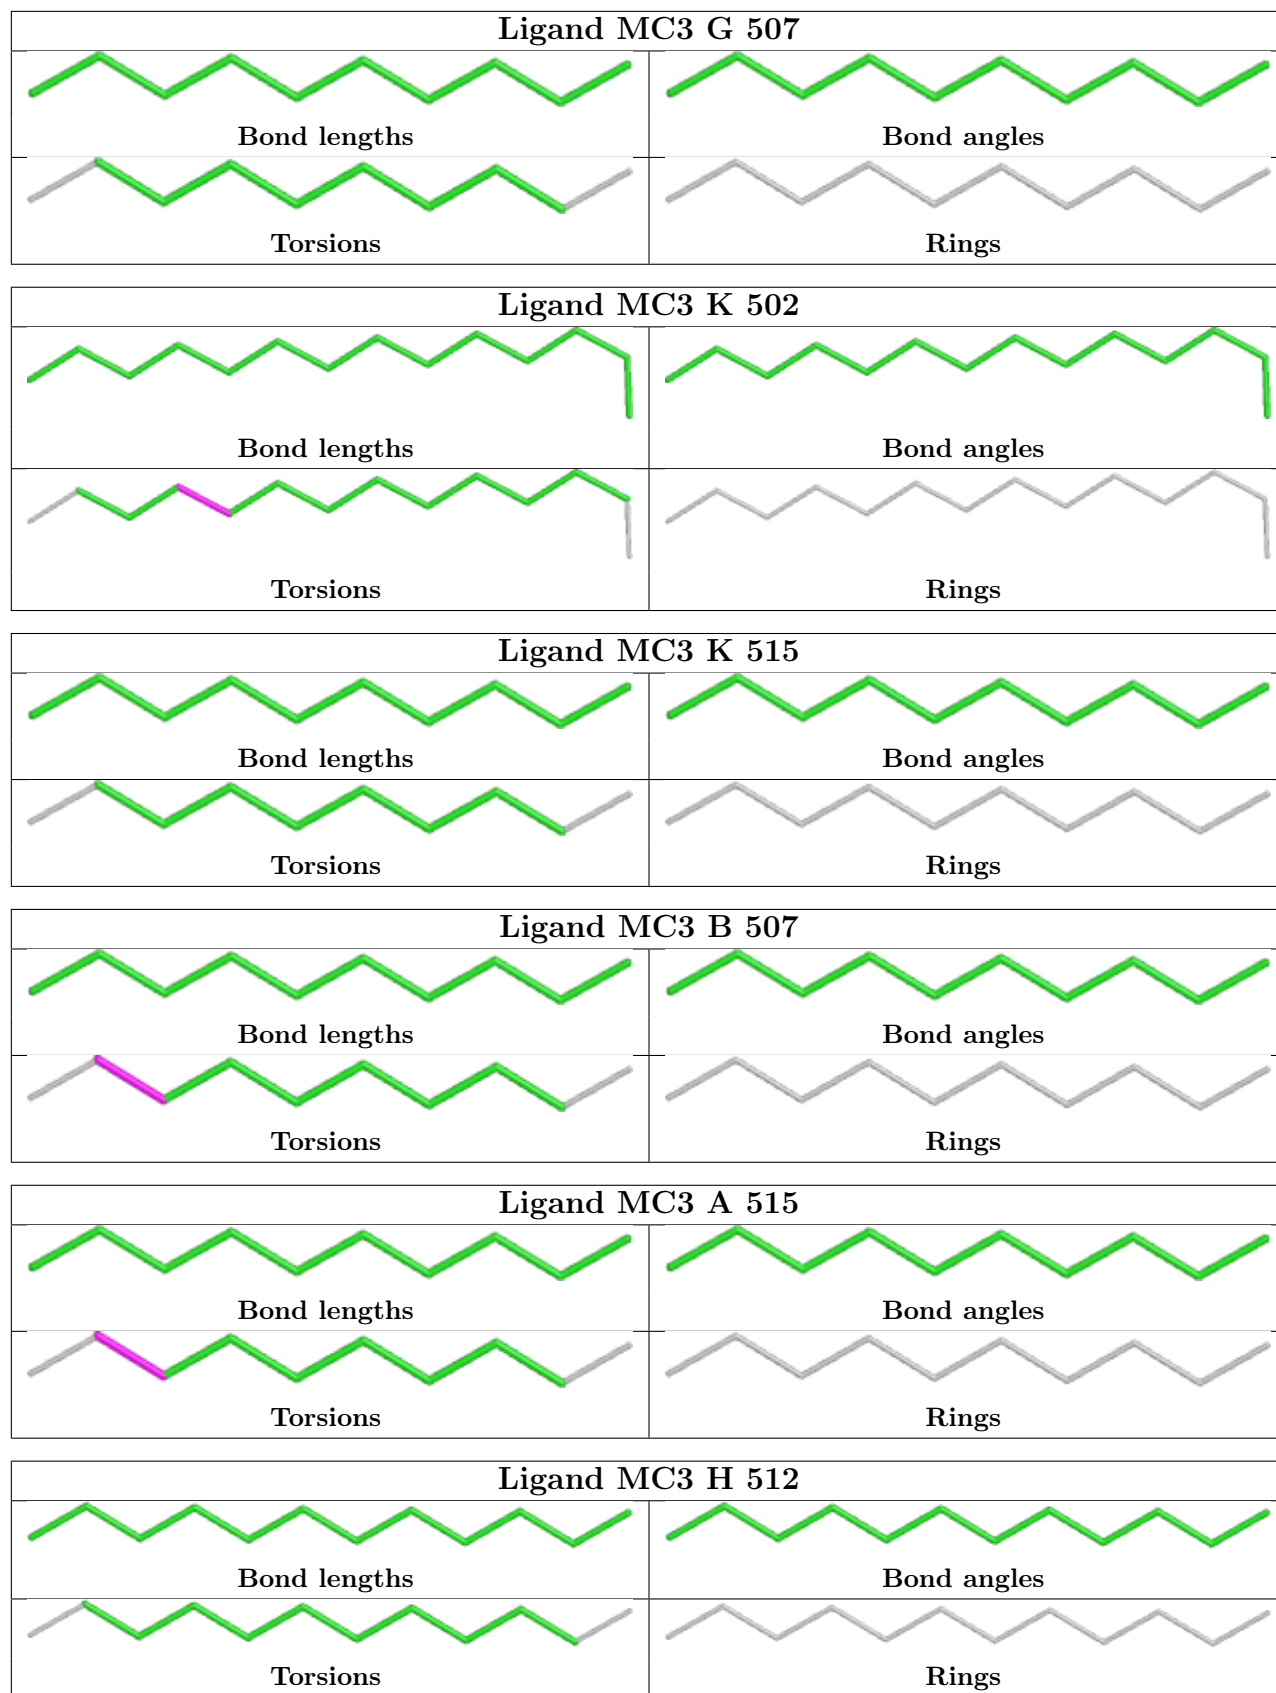 Ligand MC3 G 507
Bond lengths
Bond angles
Torsions
Rings
Ligand MC3 K 502
Bond lengths
Bond angles
Torsions
Rings
Ligand MC3 K 515
Bond lengths
Bond angles
Torsions
Rings
Ligand MC3 B 507
Bond lengths
Bond angles
Torsions
Rings
Ligand MC3 A 515
Bond lengths
Bond angles
Torsions
Rings
Ligand MC3 H 512
Bond lengths
Bond angles
Torsions
Rings